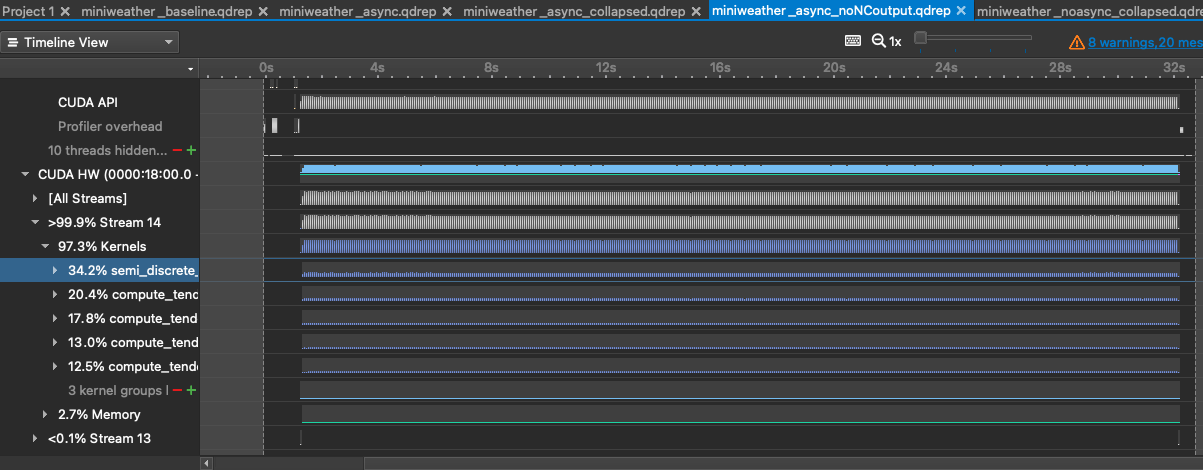 Project 1 miniweather _baseline.qdrep miniweather _async.qdrep miniweather _async_collapsed.qdrep miniweather _async_noNCoutput.qdrep miniweather _noasync_collapsed.qdre
Timeline View 1x 8 warnings,20 mes
0s 4s 8s 12s 16s 20s 24s 28s 32s
CUDA API
Profiler overhead
10 threads hidden...
CUDA HW (0000:18:00.0 -
[All Streams]
>99.9% Stream 14
97.3% Kernels
34.2% semi_discrete_
20.4% compute_tend
17.8% compute_tend
13.0% compute_tend
12.5% compute_tend
3 kernel groups
2.7% Memory
<0.1% Stream 13